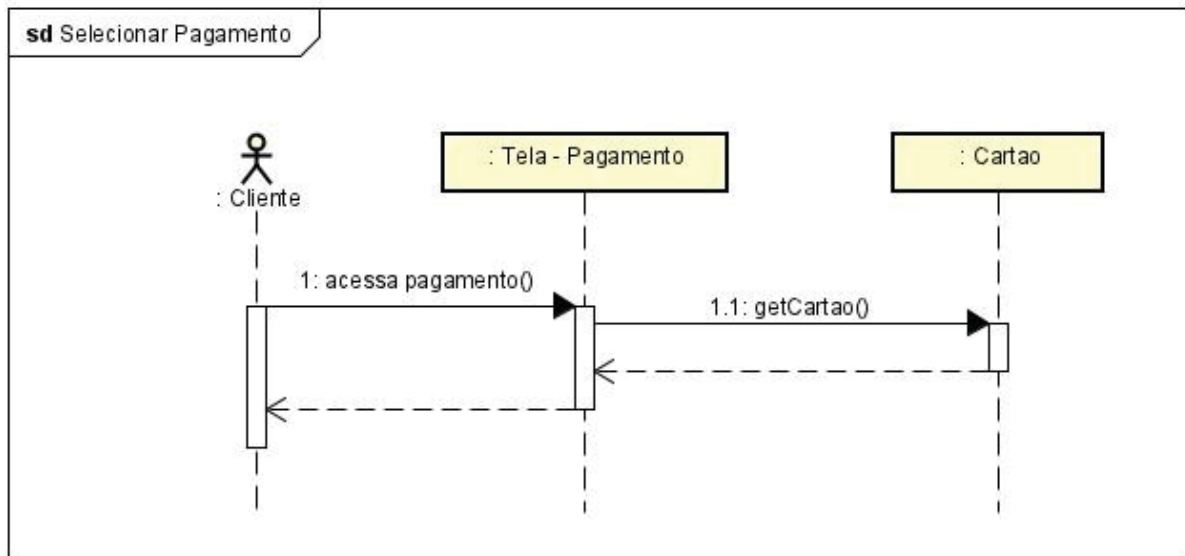 sd Selecionar Pagamento
: Cliente
: Tela - Pagamento
: Cartao
1: acessa pagamento()
1.1: getCartao()